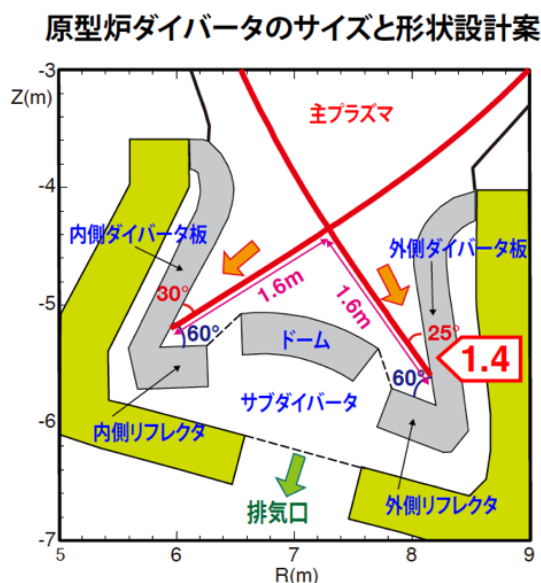 原型炉ダイバータのサイズと形状設計案
-3
Z(m)
主プラズマ
-4
内側ダイバータ板
外側ダイバータ板
30°
1.6m
1.6m
-5
60°
ドーム
25°
1.4
60°
サブダイバータ
-6
内側リフレクタ
外側リフレクタ
排気口
-7
5
6
7
8
9
R(m)